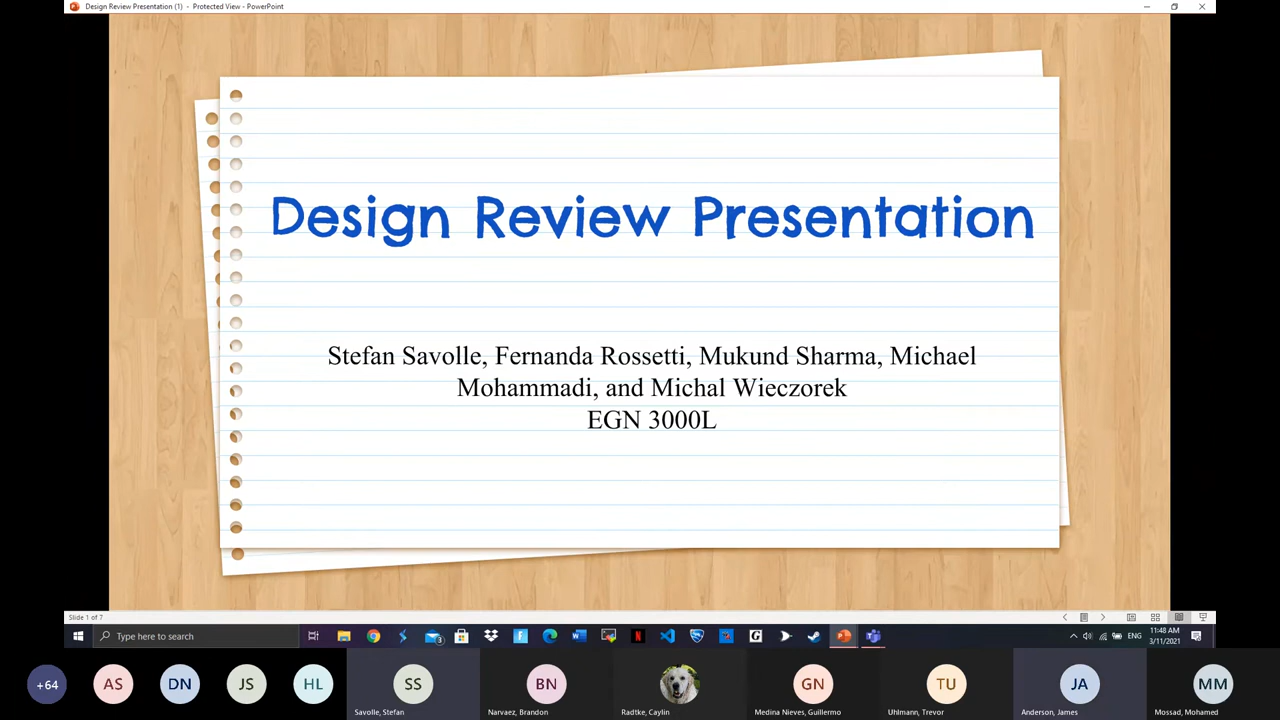 Design Review Presentation (1) - Protected View - PowerPoint
Design Review Presentation
Stefan Savolle, Fernanda Rossetti, Mukund Sharma, Michael
Mohammadi, and Michal Wieczorek
EGN 3000L
Slide 1 of 7
Type here to search
ENG
11:48 AM
3/11/2021
+64
AS
DN
JS
HL
SS
BN
GN
TU
JA
MM
Savolle, Stefan
Narvaez, Brandon
Radtke, Caylin
Medina Nieves, Guillermo
Uhlmann, Trevor
Anderson, James
Mossad, Mohamed